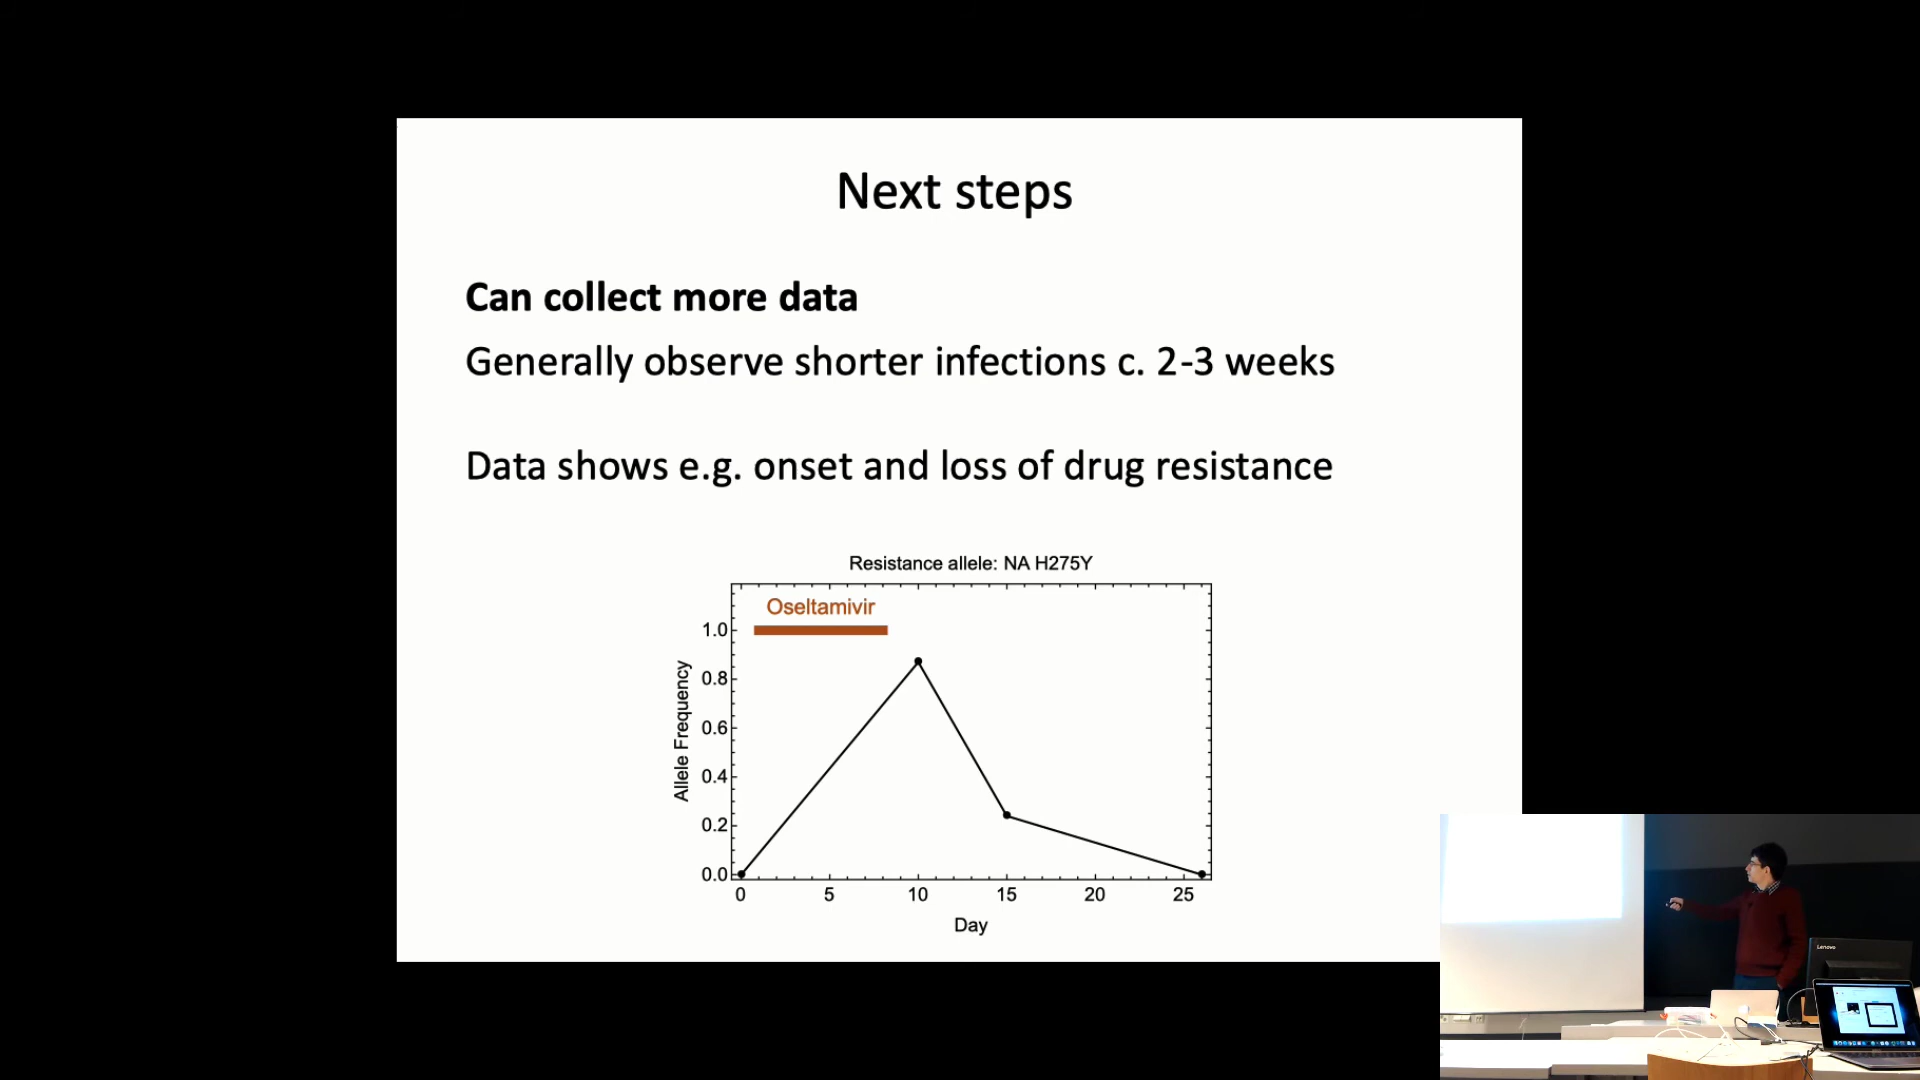 Next steps
Can collect more data
Generally observe shorter infections c. 2-3 weeks
Data shows e.g. onset and loss of drug resistance
Resistance allele: NA H275Y
Oseltamivir
1.0
0.8
0.6
0.4
0.2
0.0
Allele Frequency
0 5 10 15 20 25
Day
Lenovo